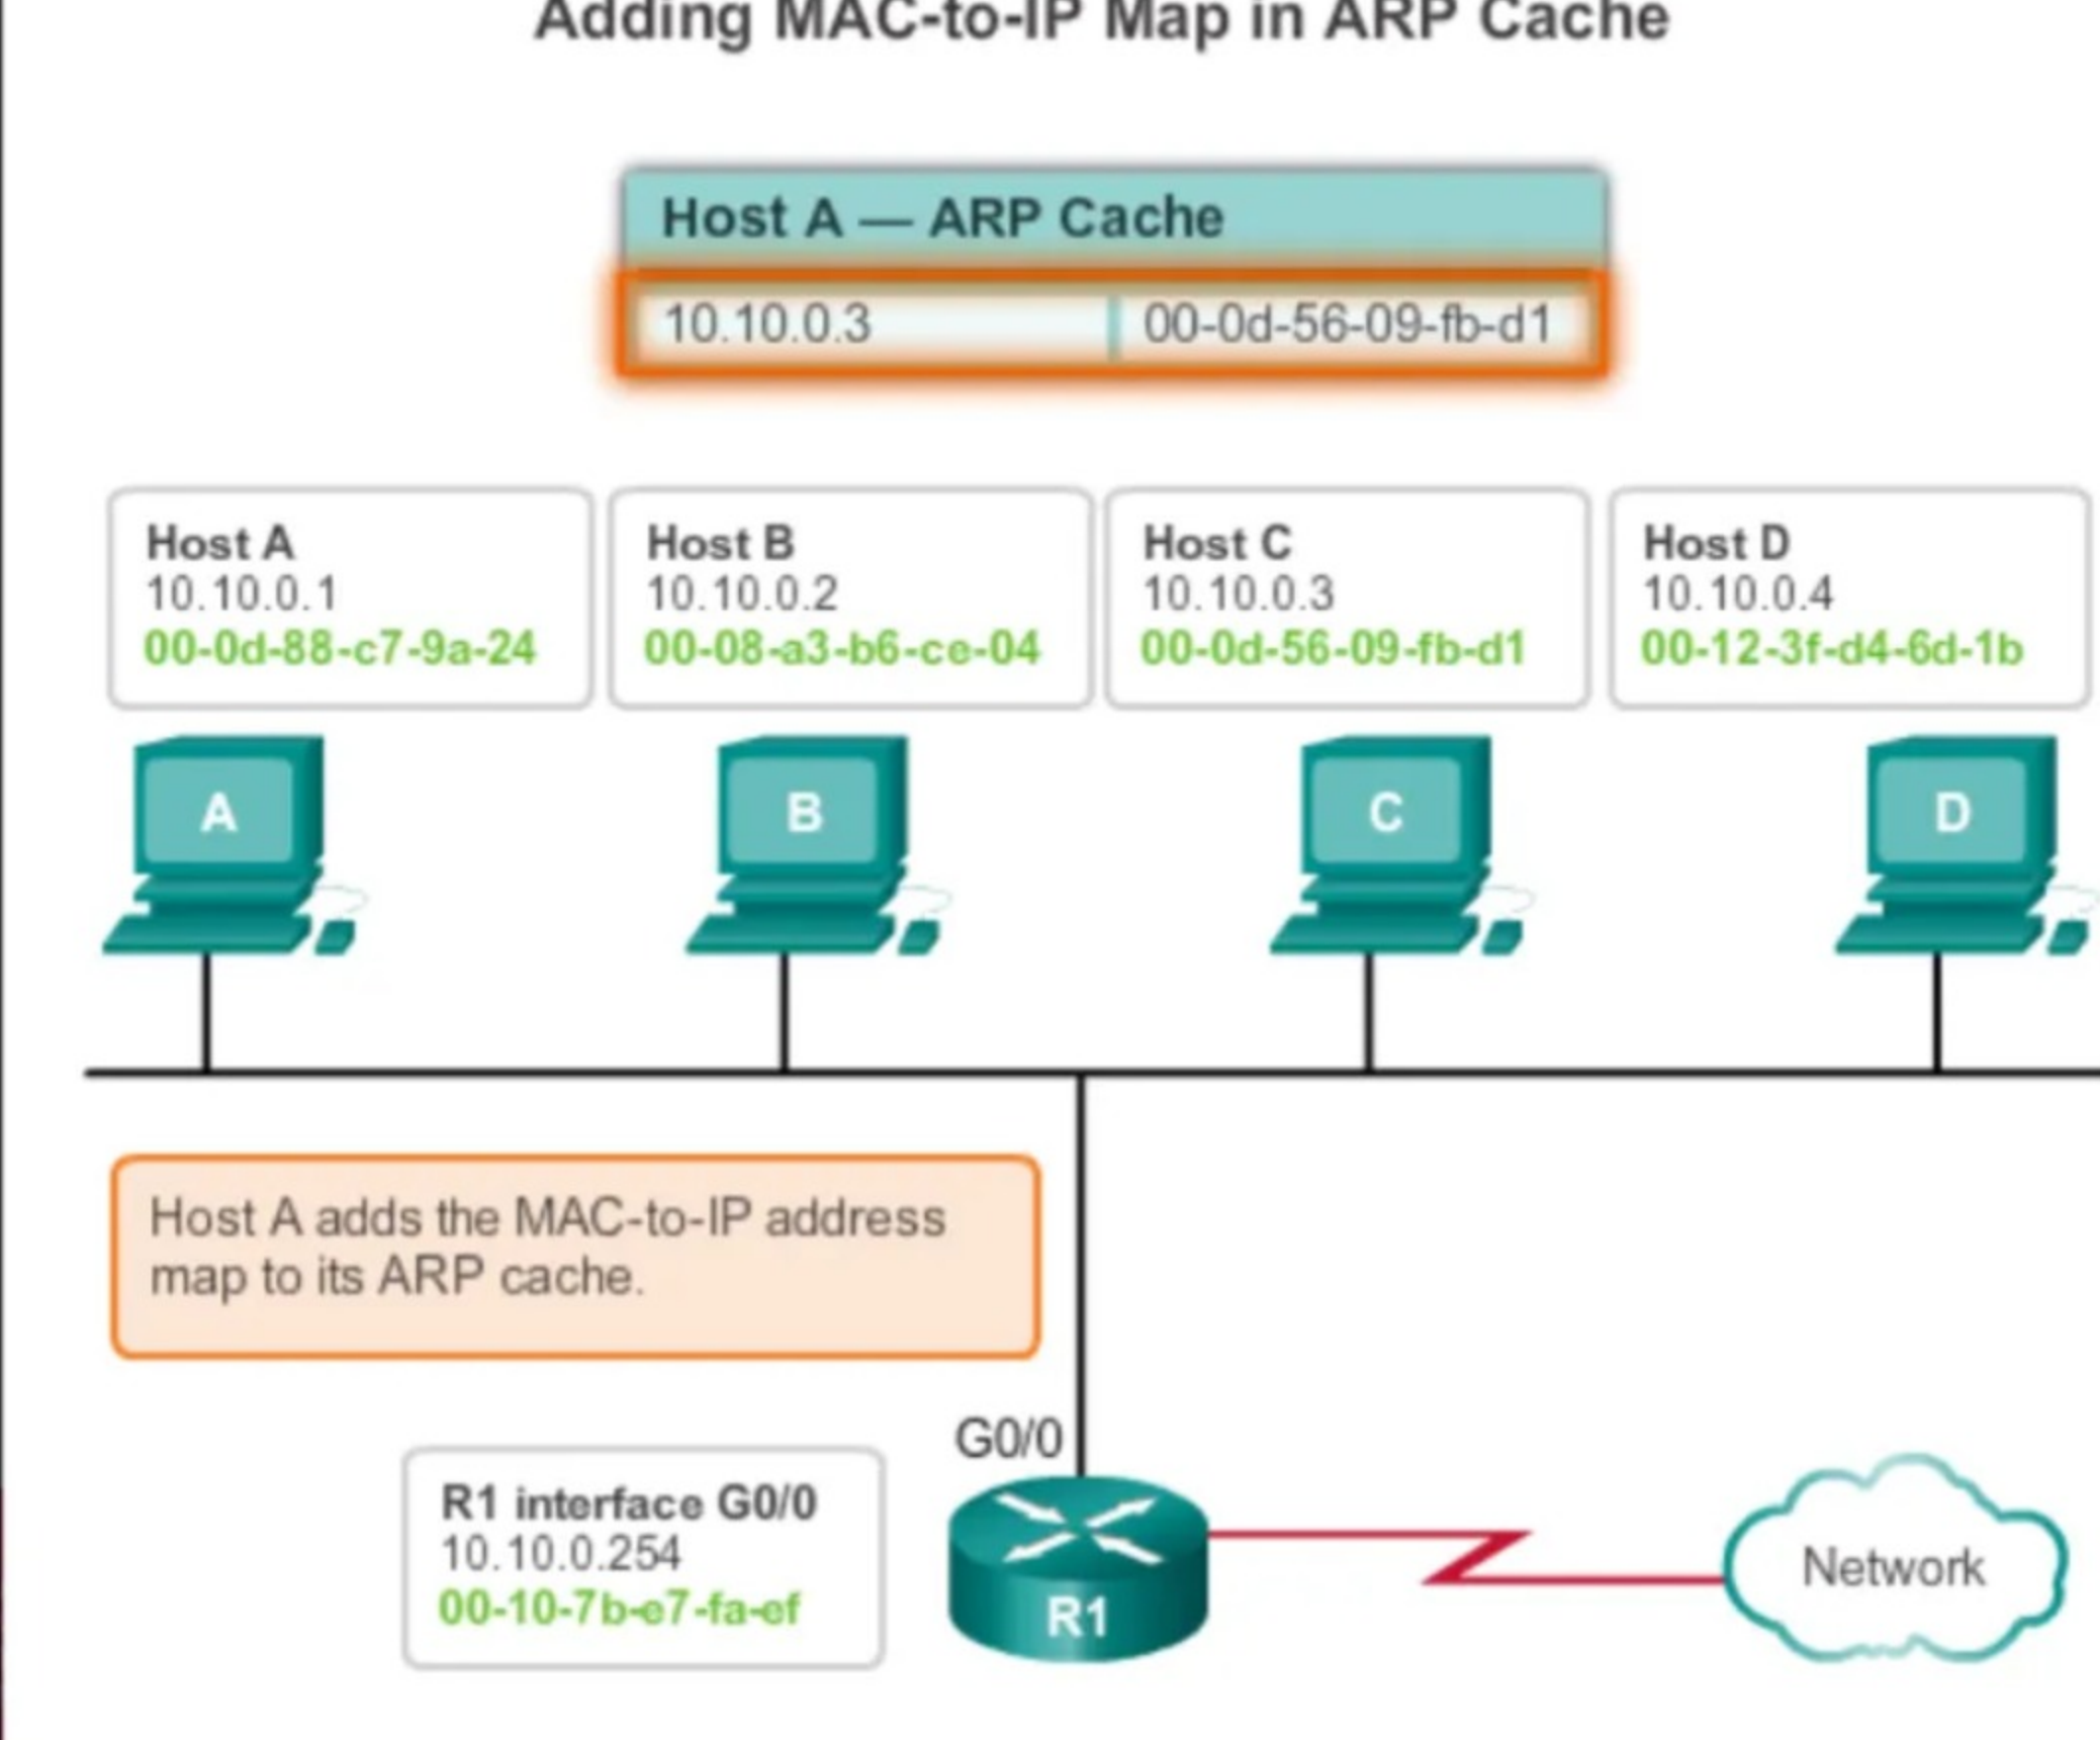 Adding MAC-to-IP Map in ARP Cache
Host A — ARP Cache
10.10.0.3 00-0d-56-09-fb-d1
Host A
10.10.0.1
00-0d-88-c7-9a-24
Host B
10.10.0.2
00-08-a3-b6-ce-04
Host C
10.10.0.3
00-0d-56-09-fb-d1
Host D
10.10.0.4
00-12-3f-d4-6d-1b
A
B
C
D
Host A adds the MAC-to-IP address
map to its ARP cache.
G0/0
R1 interface G0/0
10.10.0.254
00-10-7b-e7-fa-ef
R1
Network